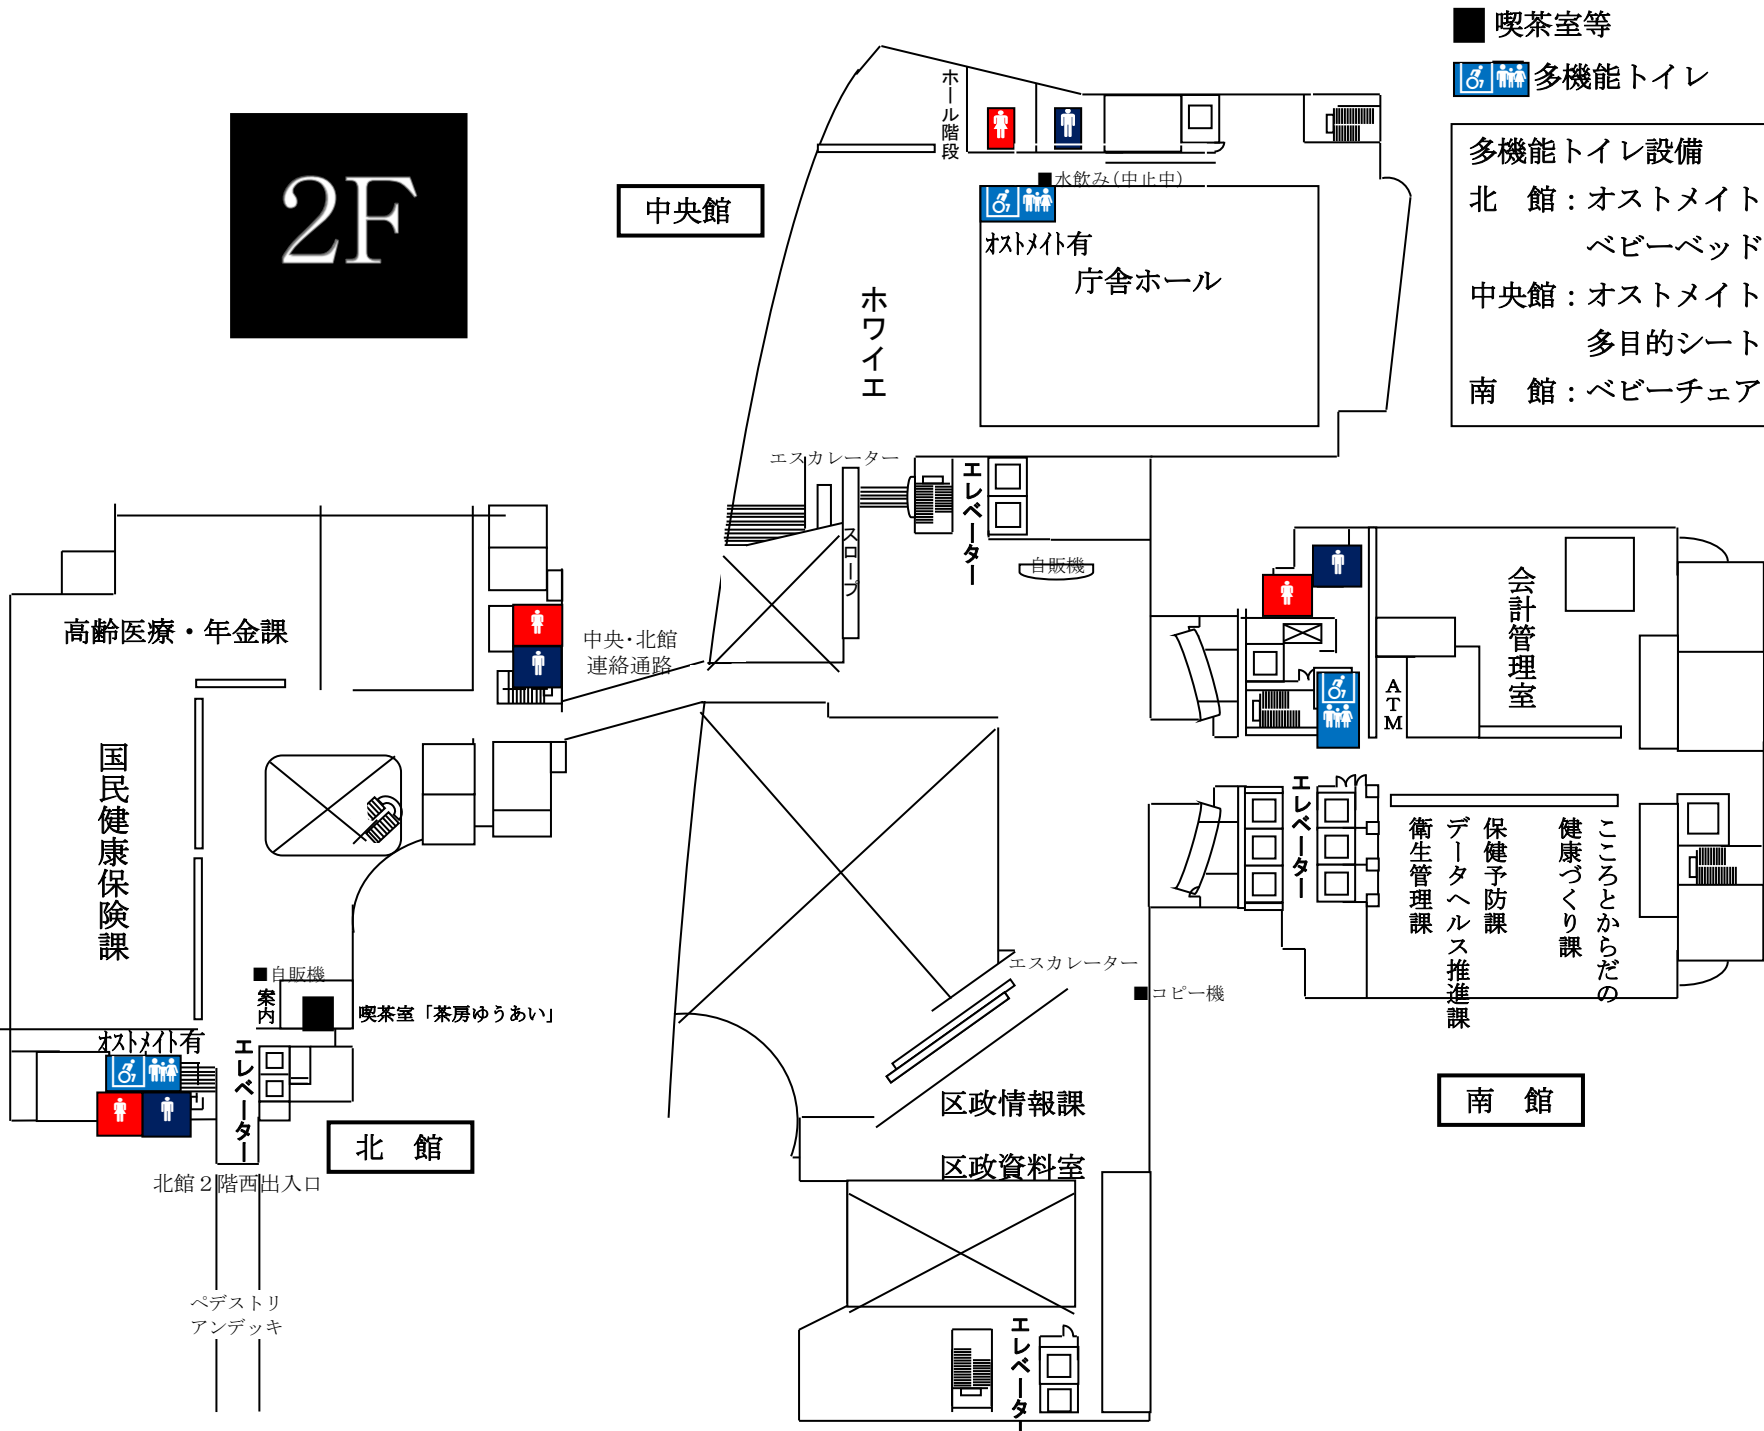 2F
■ 喫茶室等
多機能トイレ
多機能トイレ設備
北　館：オストメイト
ベビーベッド
中央館：オストメイト
多目的シート
南　館：ベビーチェア
中央館
ホール階段
■水飲み(中止中)
オストメイト有
庁舎ホール
ホワイエ
エスカレーター
スロープ
エレベーター
自販機
中央・北館
連絡通路
高齢医療・年金課
国民健康保険課
■自販機
案内
喫茶室「茶房ゆうあい」
オストメイト有
エレベーター
北　館
北館２階西出入口
ペデストリ
アンデッキ
会計管理室
ATM
エレベーター
衛生管理課
データヘルス推進課
保健予防課
こころとからだの
健康づくり課
南　館
エスカレーター
■コピー機
区政情報課
区政資料室
エレベーター